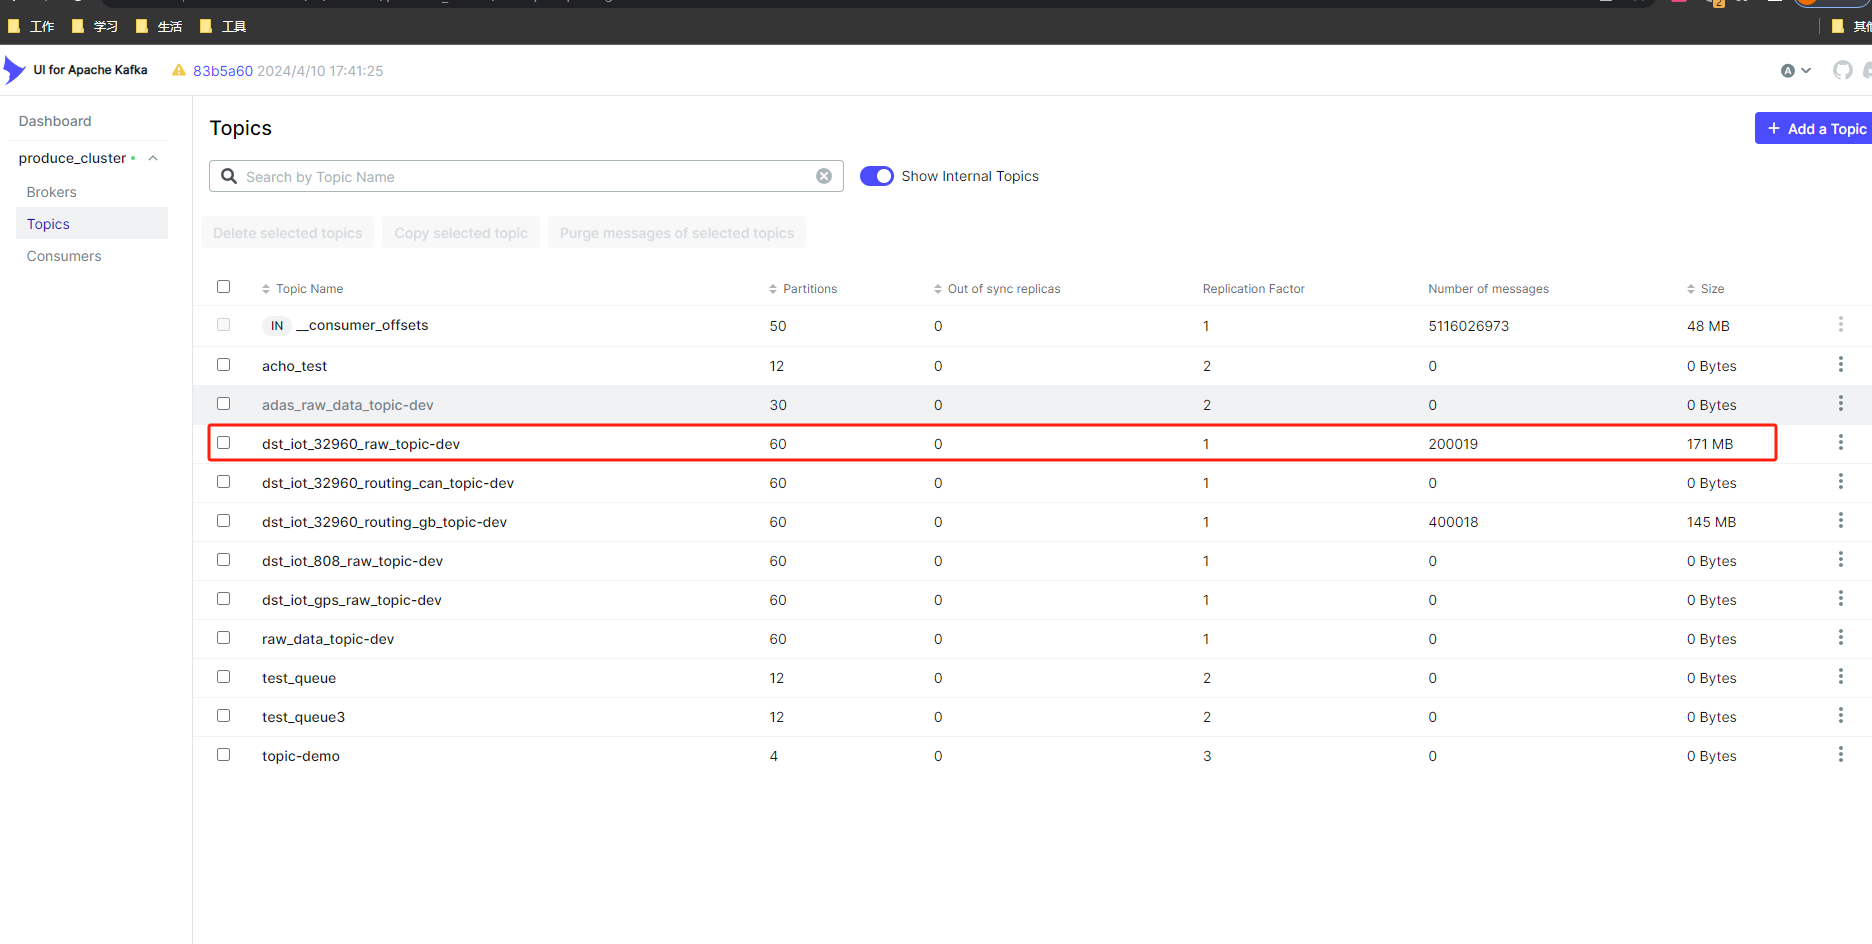 工作 学习 生活 工具
UI for Apache Kafka 83b5a60 2024/4/10 17:41:25
Dashboard
produce_cluster
Brokers
Topics
Consumers
Topics
Add a Topic
Search by Topic Name
Show Internal Topics
Delete selected topics Copy selected topic Purge messages of selected topics
Topic Name Partitions Out of sync replicas Replication Factor Number of messages Size
IN __consumer_offsets 50 0 1 5116026973 48 MB
acho_test 12 0 2 0 0 Bytes
adas_raw_data_topic-dev 30 0 2 0 0 Bytes
dst_iot_32960_raw_topic-dev 60 0 1 200019 171 MB
dst_iot_32960_routing_can_topic-dev 60 0 1 0 0 Bytes
dst_iot_32960_routing_gb_topic-dev 60 0 1 400018 145 MB
dst_iot_808_raw_topic-dev 60 0 1 0 0 Bytes
dst_iot_gps_raw_topic-dev 60 0 1 0 0 Bytes
raw_data_topic-dev 60 0 1 0 0 Bytes
test_queue 12 0 2 0 0 Bytes
test_queue3 12 0 2 0 0 Bytes
topic-demo 4 0 3 0 0 Bytes